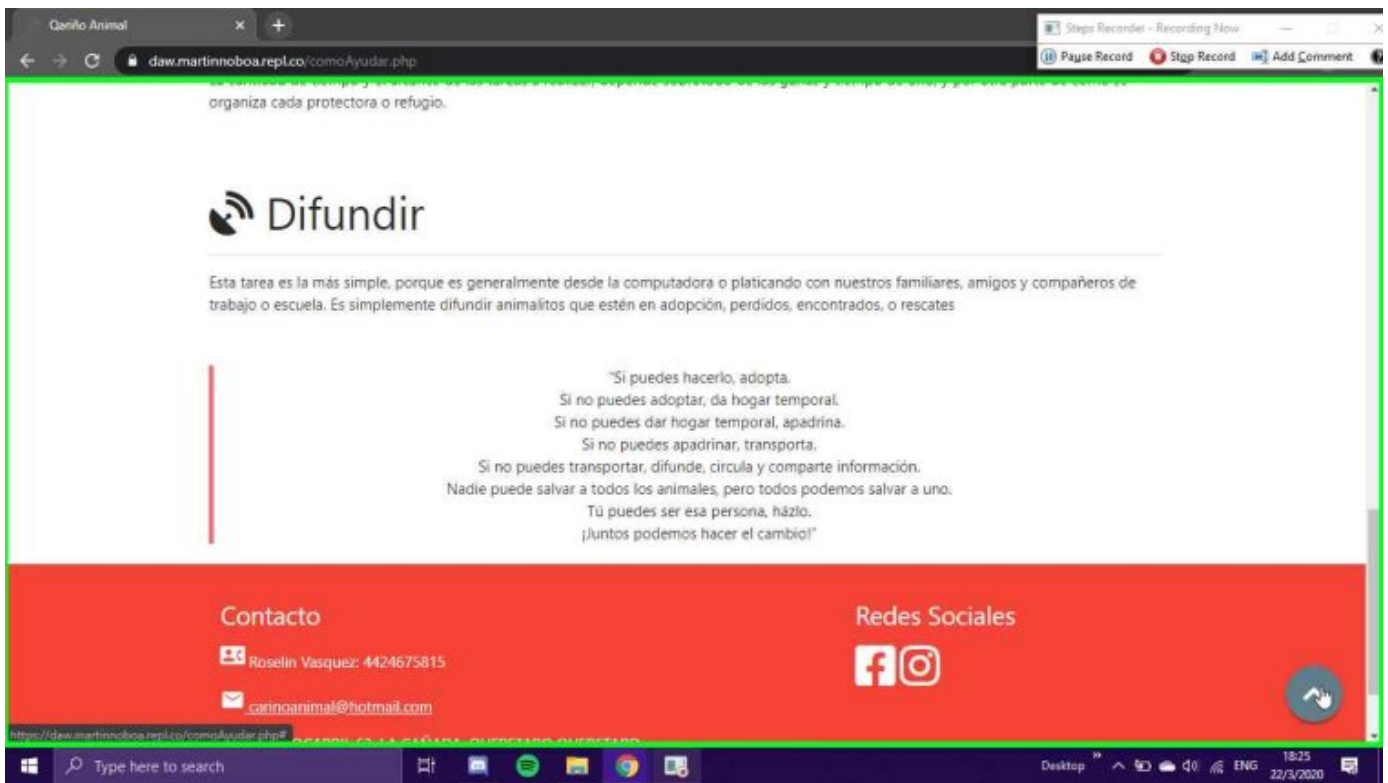 Qariño Animal
Steps Recorder - Recording Now
daw.martinnoboa.repl.co/comoAyudar.php
Pause Record Stop Record Add Comment
organiza cada protectora o refugio.
Difundir
Esta tarea es la más simple, porque es generalmente desde la computadora o platicando con nuestros familiares, amigos y compañeros de
trabajo o escuela. Es simplemente difundir animalitos que estén en adopción, perdidos, encontrados, o rescates
"Si puedes hacerlo, adopta.
Si no puedes adoptar, da hogar temporal.
Si no puedes dar hogar temporal, apadrina.
Si no puedes apadrinar, transporta.
Si no puedes transportar, difunde, circula y comparte información.
Nadie puede salvar a todos los animales, pero todos podemos salvar a uno.
Tú puedes ser esa persona, házlo.
¡Juntos podemos hacer el cambio!"
Contacto
Redes Sociales
Roselin Vasquez: 4424675815
carinoanimal@hotmail.com
https://daw.martinnoboa.repl.co/comoAyudar.php#
Type here to search
Desktop
ENG
18:25
22/3/2020